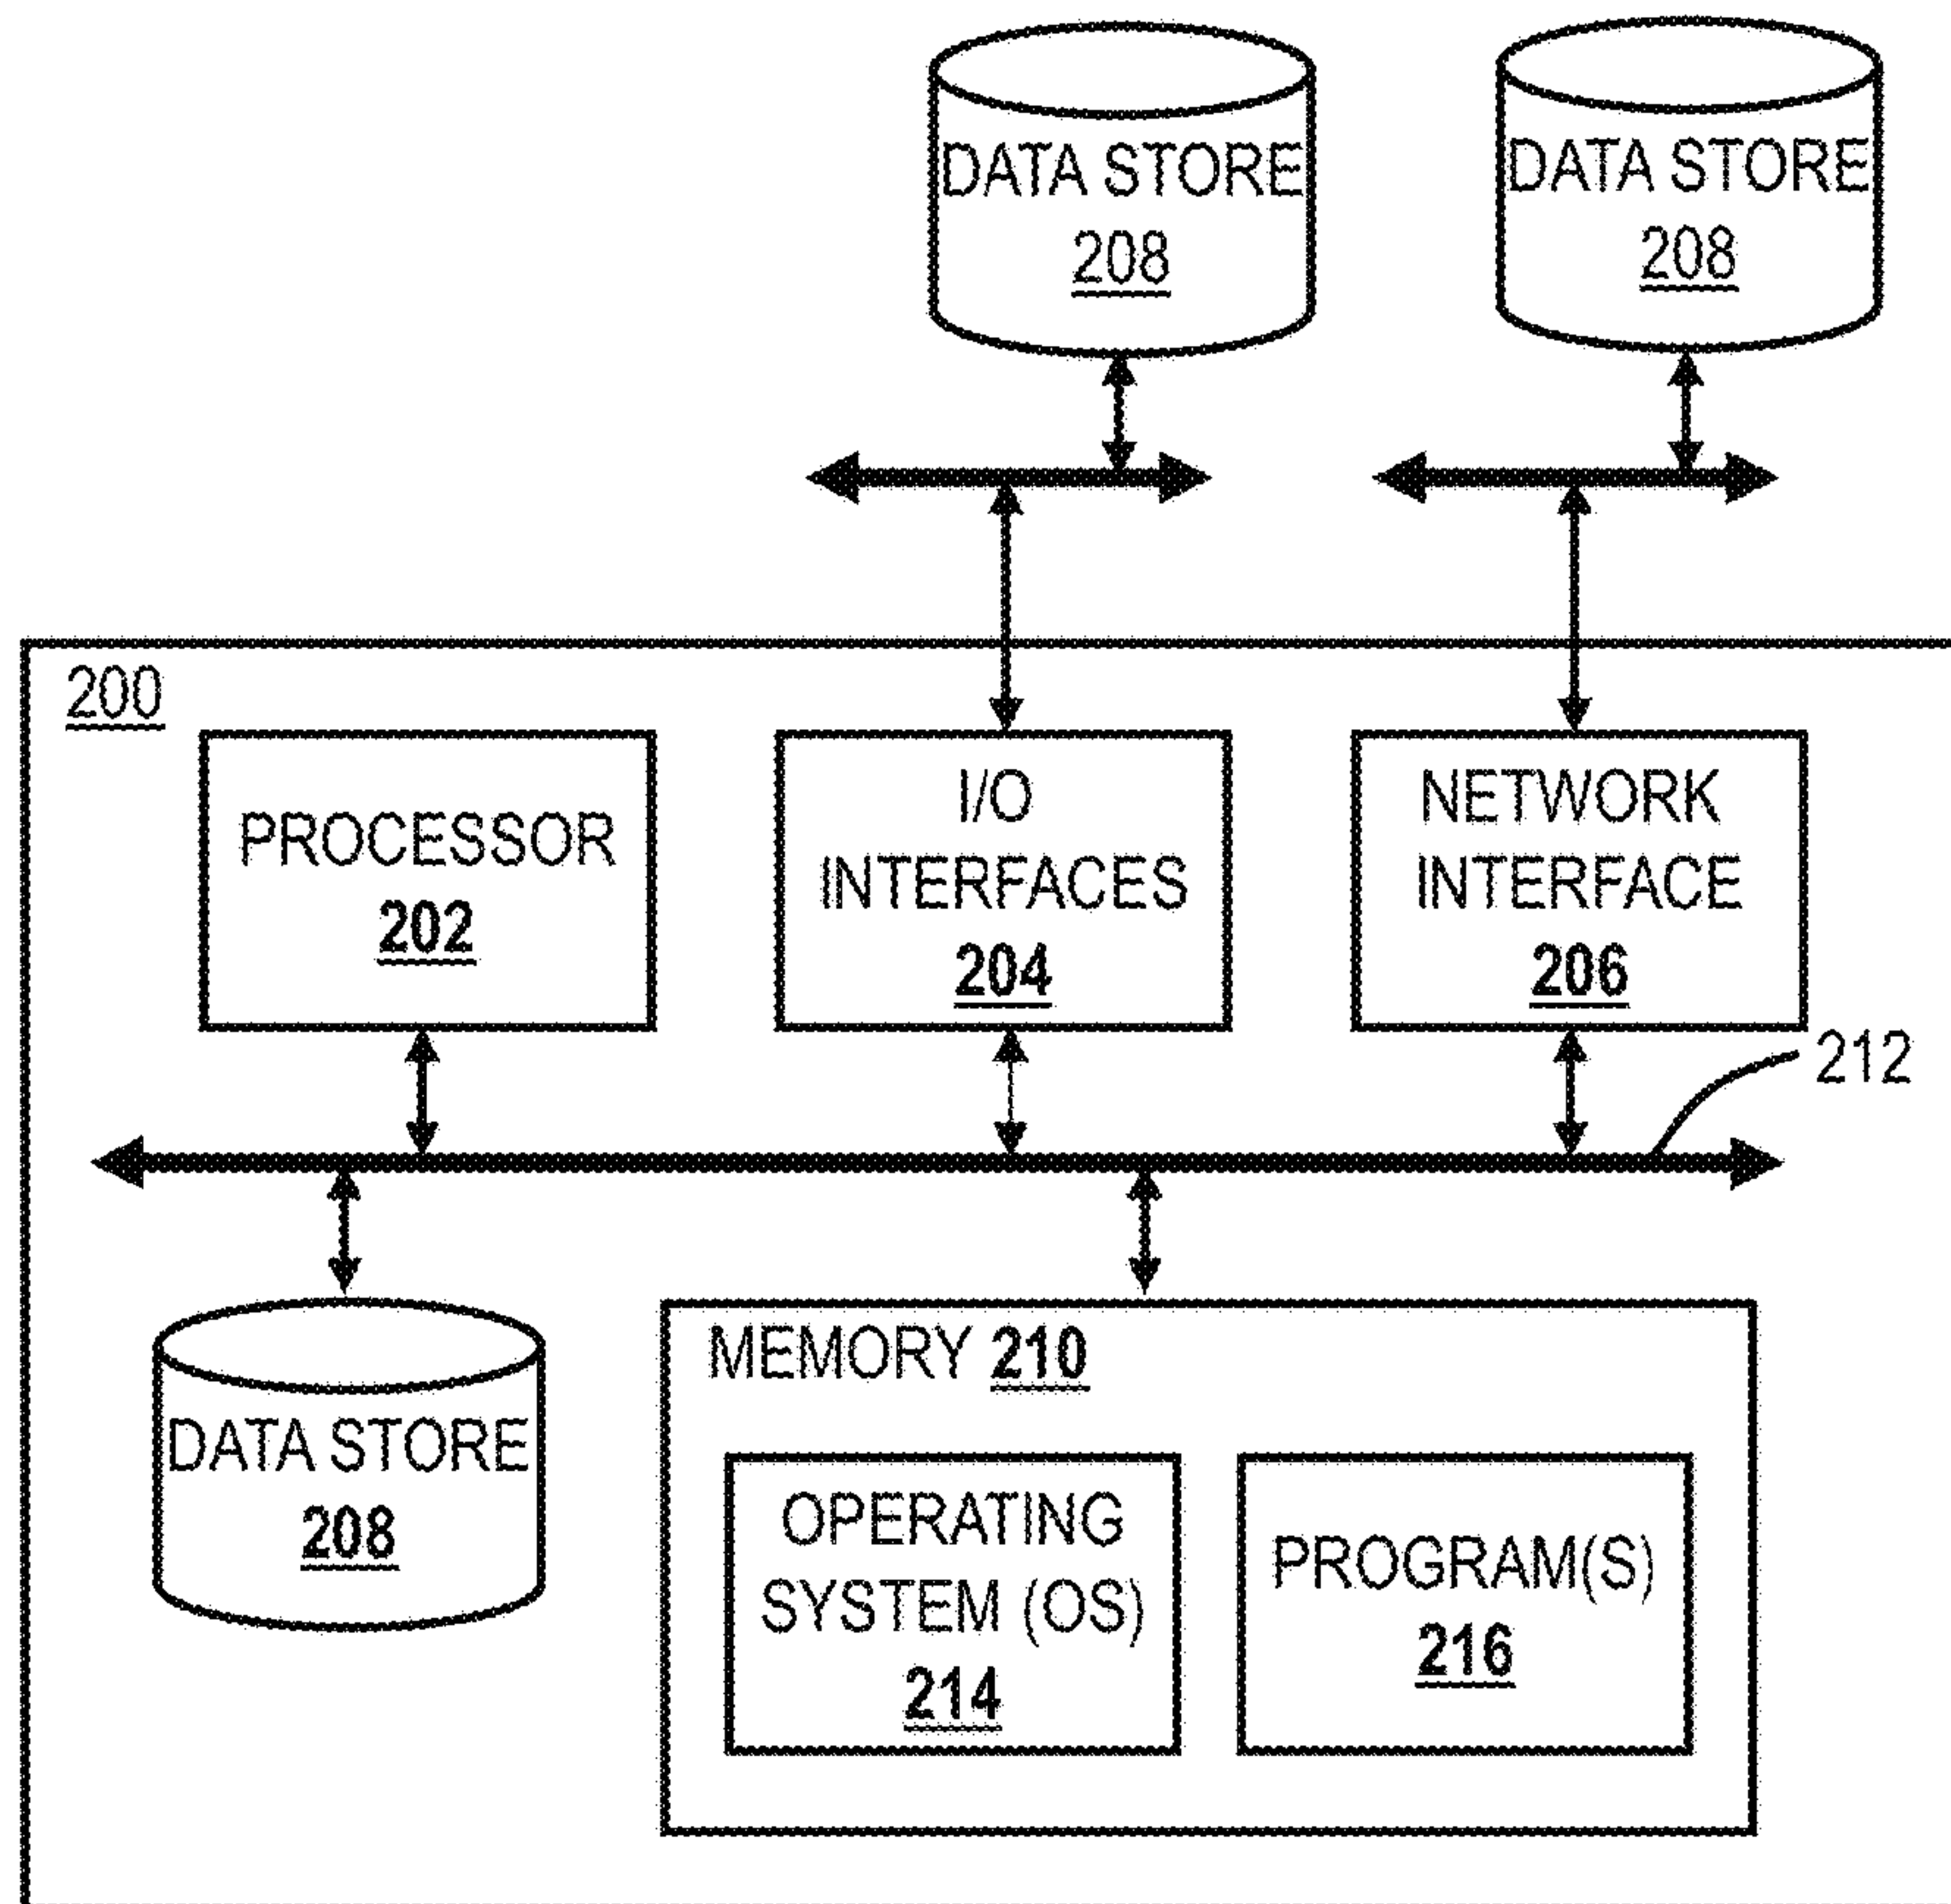 DATA STORE
208
DATA STORE
208
200
PROCESSOR
202
I/O
INTERFACES
204
NETWORK
INTERFACE
206
212
DATA STORE
208
MEMORY 210
OPERATING
SYSTEM (OS)
214
PROGRAM(S)
216